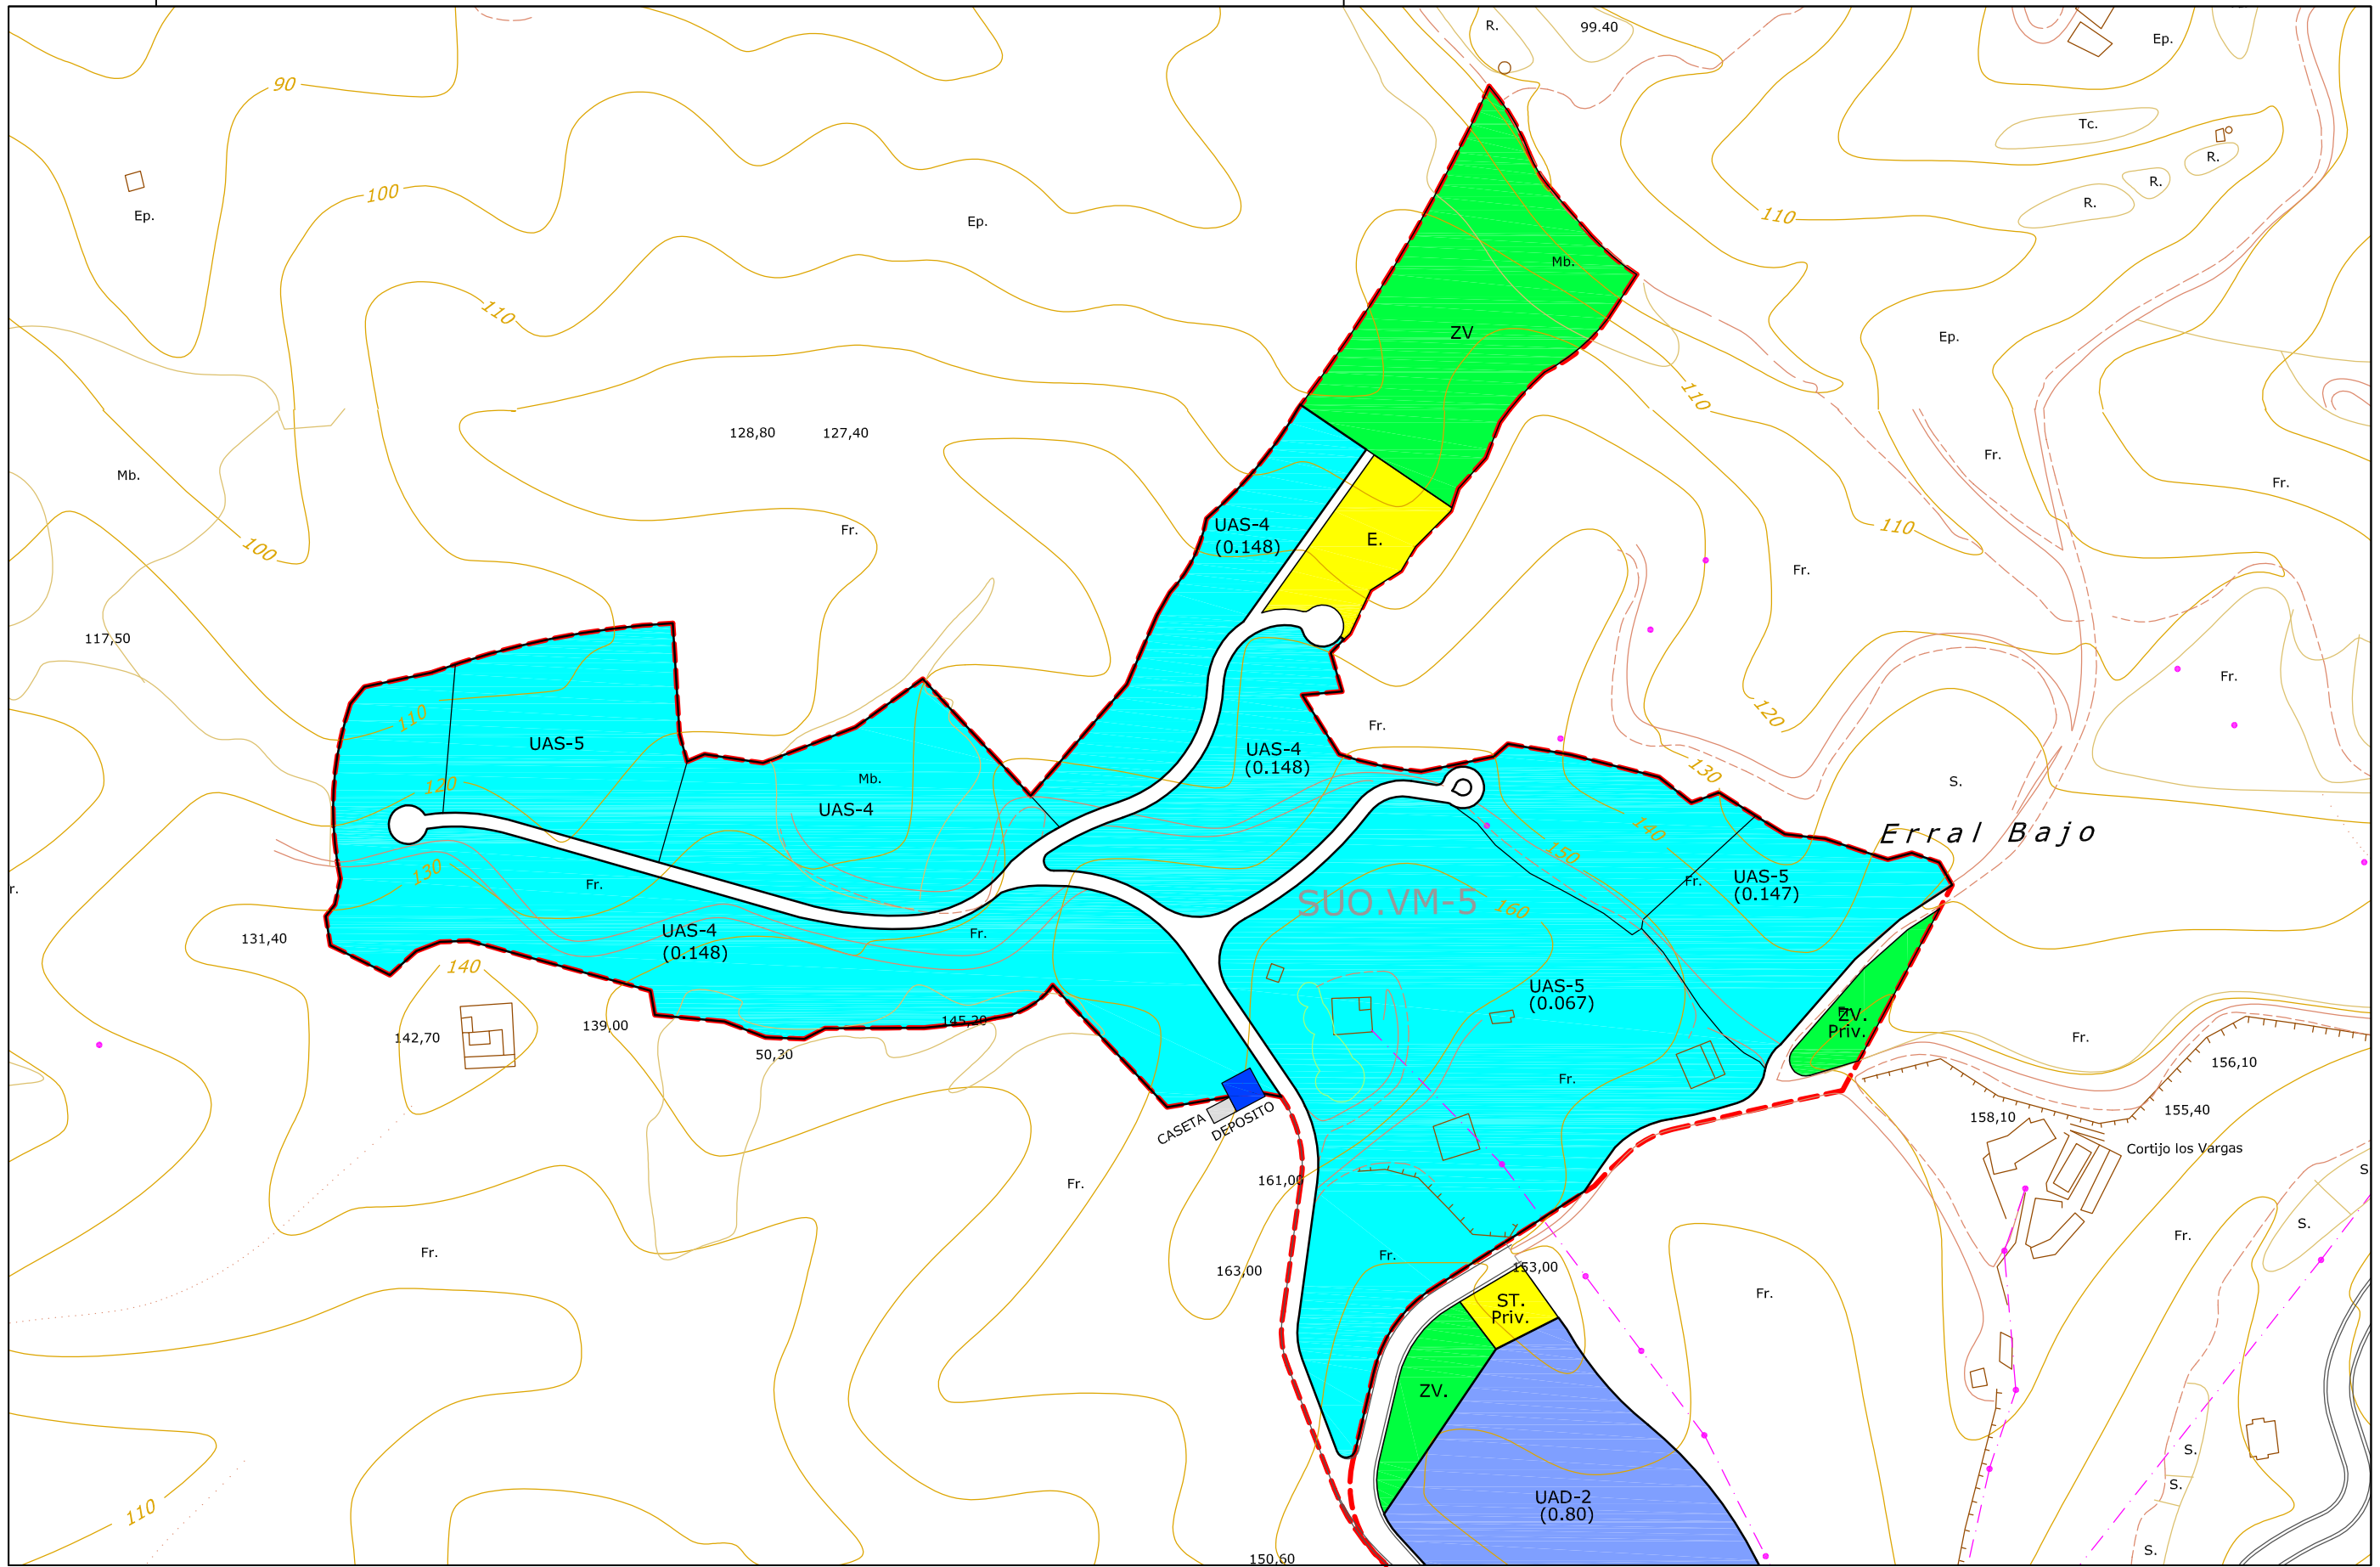 R.
99.40
Ep.
90
Tc.
R.
R.
R.
100
Ep.
Ep.
110
Mb.
110
ZV
Ep.
110
128,80
127,40
Mb.
Fr.
Fr.
UAS-4
(0.148)
E.
110
Fr.
100
Fr.
117,50
Fr.
110
Fr.
120
UAS-5
UAS-4
(0.148)
130
Mb.
S.
120
UAS-4
140
Erral Bajo
150
130
Fr.
Fr.
UAS-5
(0.147)
r.
SUO.VM-5
160
UAS-4
(0.148)
Fr.
131,40
140
UAS-5
(0.067)
ZV.
Priv.
145,20
139,00
142,70
Fr.
50,30
156,10
Fr.
155,40
158,10
CASETA
DEPOSITO
Cortijo los Vargas
161,00
Fr.
S
S.
Fr.
Fr.
Fr.
163,00
153,00
Fr.
ST.
Priv.
ZV.
S.
S.
UAD-2
(0.80)
110
S.
150,60